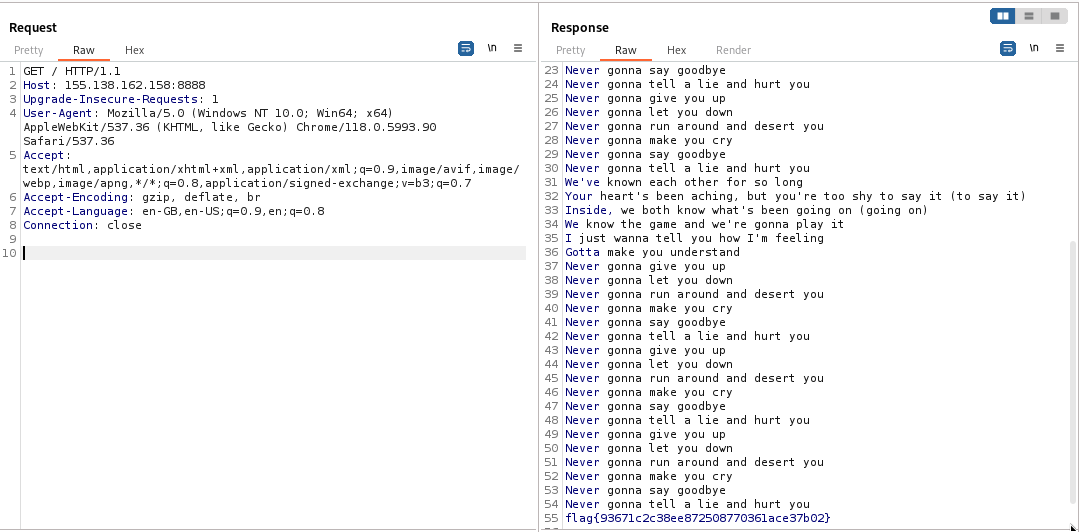 Request
Pretty Raw Hex
\n
1 GET / HTTP/1.1
2 Host: 155.138.162.158:8888
3 Upgrade-Insecure-Requests: 1
4 User-Agent: Mozilla/5.0 (Windows NT 10.0; Win64; x64)
AppleWebKit/537.36 (KHTML, like Gecko) Chrome/118.0.5993.90
Safari/537.36
5 Accept:
text/html,application/xhtml+xml,application/xml;q=0.9,image/avif,image/
webp,image/apng,*/*;q=0.8,application/signed-exchange;v=b3;q=0.7
6 Accept-Encoding: gzip, deflate, br
7 Accept-Language: en-GB,en-US;q=0.9,en;q=0.8
8 Connection: close
9
10
Response
Pretty Raw Hex Render
\n
23 Never gonna say goodbye
24 Never gonna tell a lie and hurt you
25 Never gonna give you up
26 Never gonna let you down
27 Never gonna run around and desert you
28 Never gonna make you cry
29 Never gonna say goodbye
30 Never gonna tell a lie and hurt you
31 We've known each other for so long
32 Your heart's been aching, but you're too shy to say it (to say it)
33 Inside, we both know what's been going on (going on)
34 We know the game and we're gonna play it
35 I just wanna tell you how I'm feeling
36 Gotta make you understand
37 Never gonna give you up
38 Never gonna let you down
39 Never gonna run around and desert you
40 Never gonna make you cry
41 Never gonna say goodbye
42 Never gonna tell a lie and hurt you
43 Never gonna give you up
44 Never gonna let you down
45 Never gonna run around and desert you
46 Never gonna make you cry
47 Never gonna say goodbye
48 Never gonna tell a lie and hurt you
49 Never gonna give you up
50 Never gonna let you down
51 Never gonna run around and desert you
52 Never gonna make you cry
53 Never gonna say goodbye
54 Never gonna tell a lie and hurt you
55 flag{93671c2c38ee872508770361ace37b02}